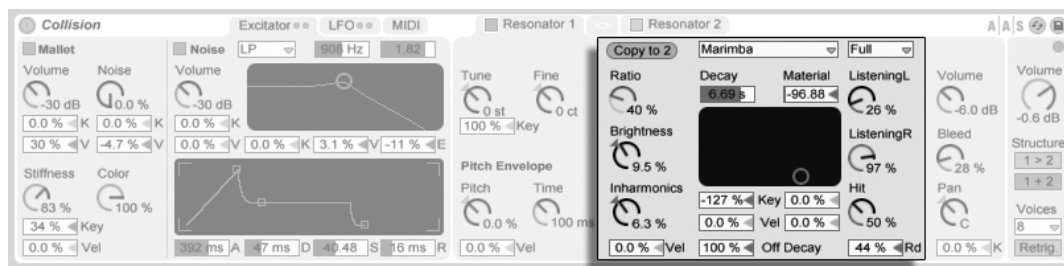 Collision
Excitator LFO MIDI
Resonator 1
Resonator 2
AAS
Mallet
Volume
-30 dB
Noise
0.0 %
0.0 % K
0.0 % K
30 % V
-4.7 % V
Stiffness
83 %
Color
100 %
34 % Key
0.0 % Vel
Noise
LP
908 Hz
1.82
Volume
-30 dB
0.0 % K
0.0 % V
0.0 % K
3.1 % V
-11 % E
392 ms A
47 ms D
40.48 S
16 ms R
Tune
0 st
Fine
0 ct
100 % Key
Pitch Envelope
Pitch
0.0 %
Time
100 ms
0.0 % Vel
Copy to 2
Marimba
Full
Ratio
40 %
Decay
6.69 s
Material
-96.88
ListeningL
26 %
Brightness
9.5 %
ListeningR
97 %
Inharmonics
6.3 %
-127 % Key 0.0 %
0.0 % Vel 0.0 %
Hit
50 %
0.0 % Vel
100 % Off Decay
44 % Rd
Volume
-6.0 dB
Bleed
28 %
Pan
C
0.0 % K
Volume
-0.6 dB
Structure
1 > 2
1 + 2
Voices
8
Retrig.